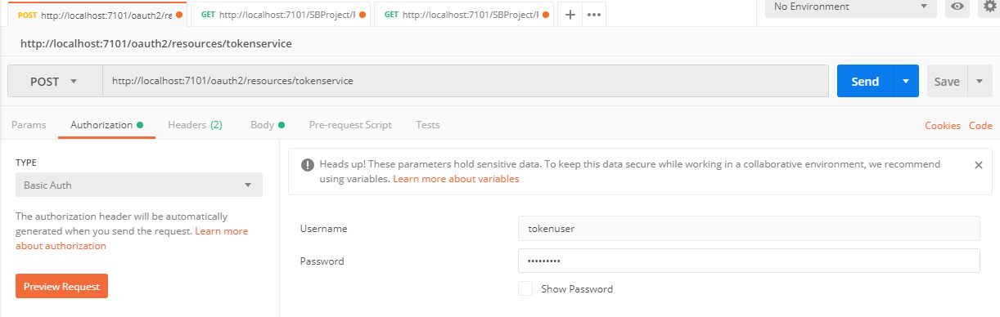 POST http://localhost:7101/oauth2/re
GET http://localhost:7101/SBProject/
GET http://localhost:7101/SBProject/
+ •••
No Environment
http://localhost:7101/oauth2/resources/tokenservice
POST http://localhost:7101/oauth2/resources/tokenservice Send Save
Params Authorization Headers (2) Body Pre-request Script Tests Cookies Code
TYPE
Basic Auth
The authorization header will be automatically
generated when you send the request. Learn more
about authorization
Preview Request
Heads up! These parameters hold sensitive data. To keep this data secure while working in a collaborative environment, we recommend
using variables. Learn more about variables
Username tokenuser
Password •••••••••
Show Password